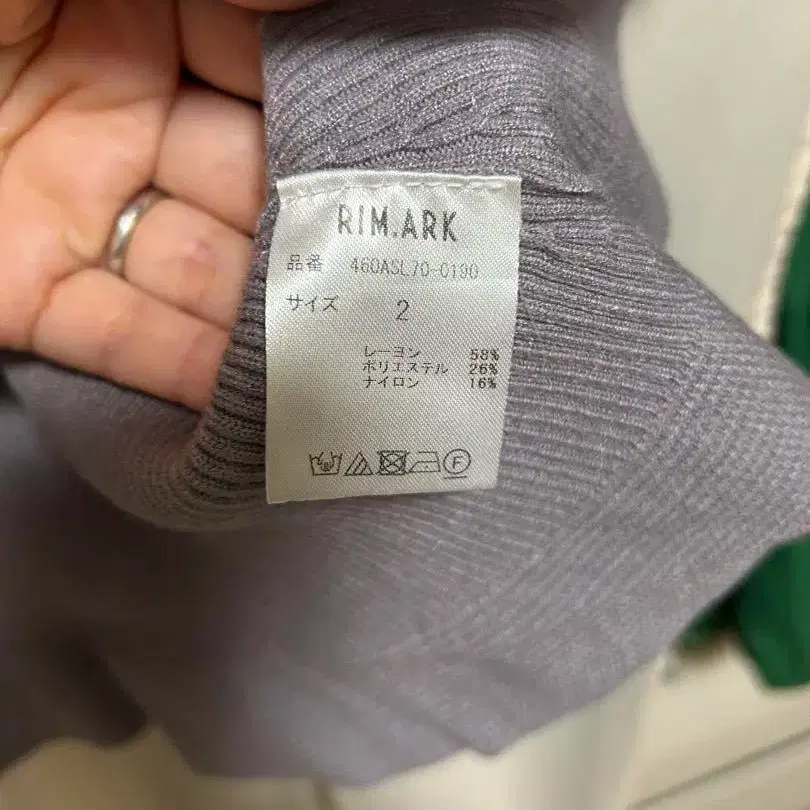 RIM.ARK
品番 460ASL70-0190
サイズ 2
レーヨン 58%
ポリエステル 26%
ナイロン 16%
F